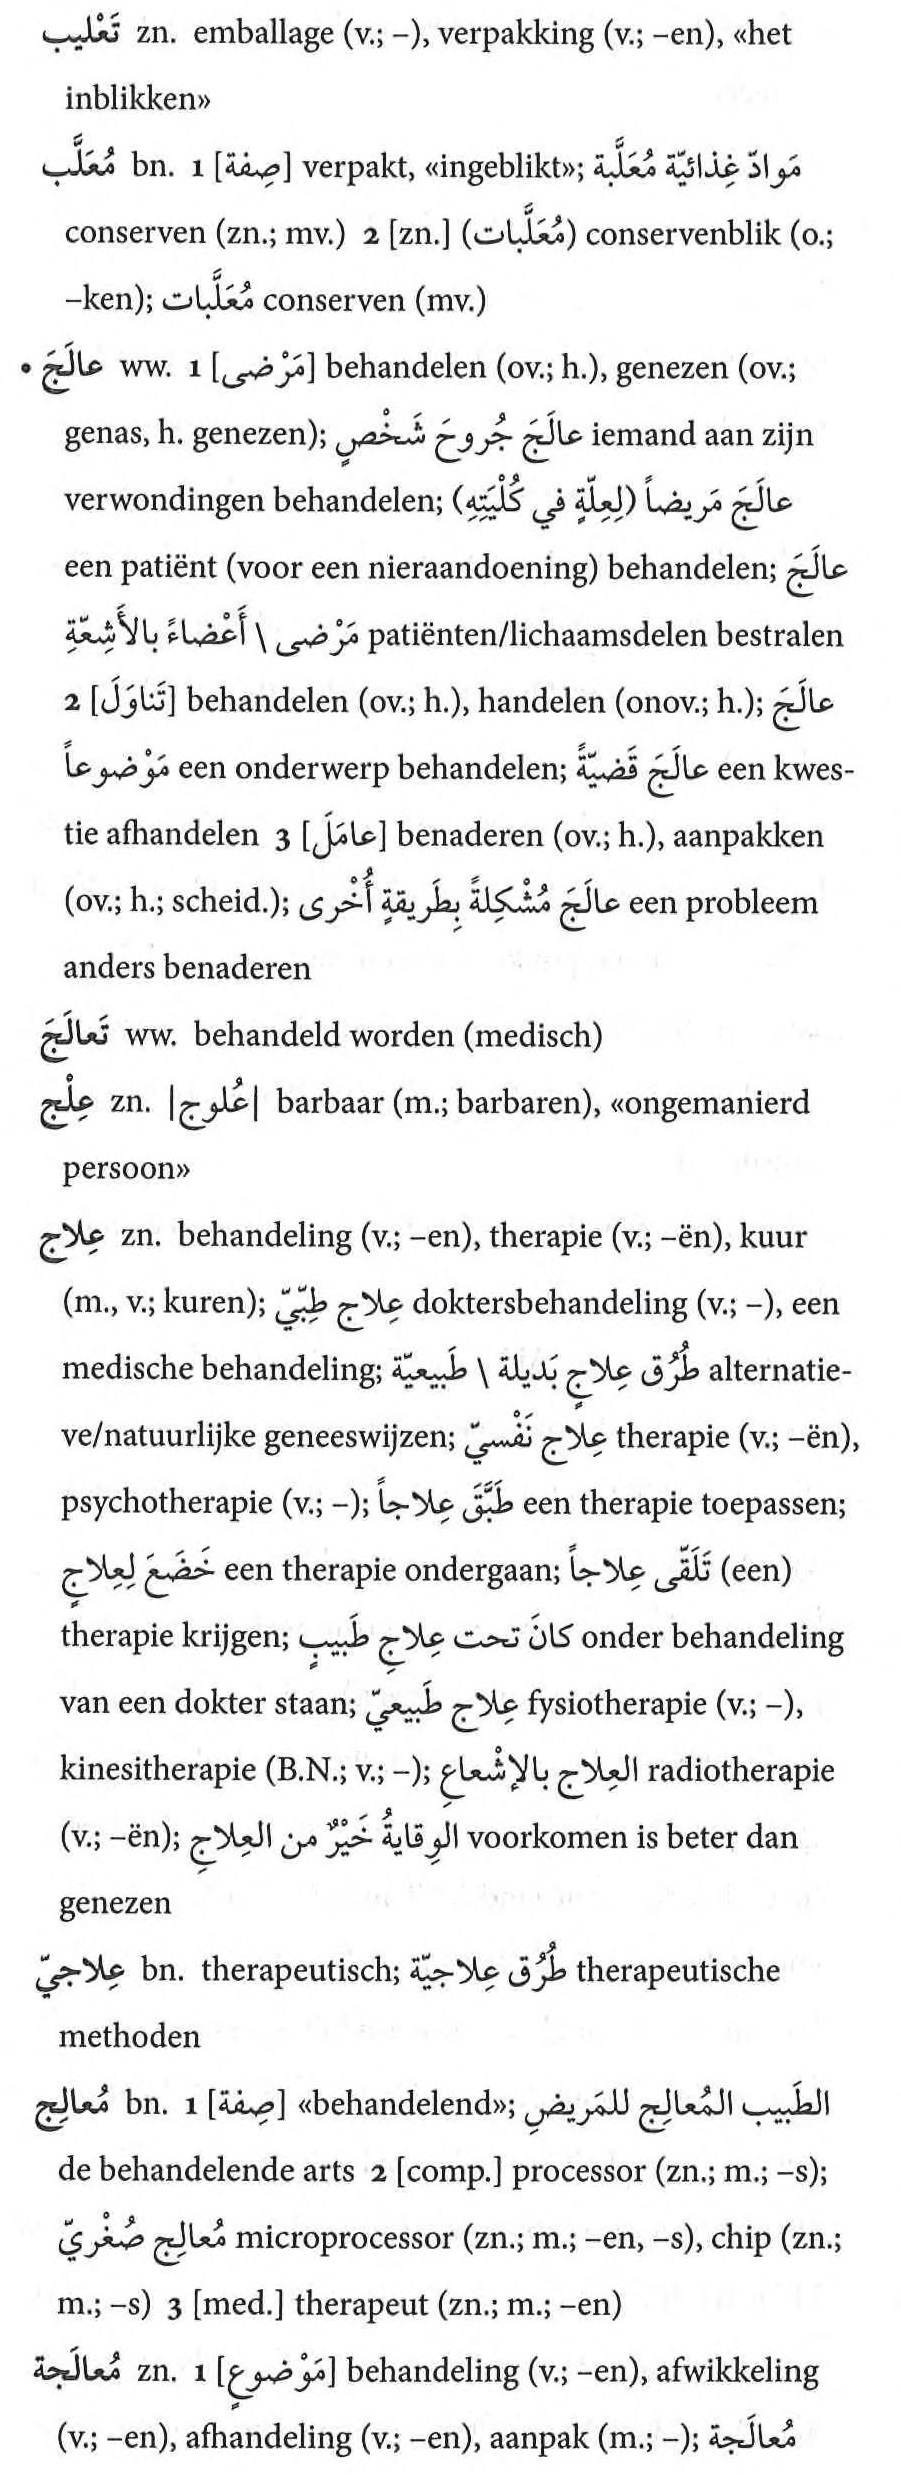 تَعْليب zn. emballage (v.; –), verpakking (v.; –en), «het
inblikken»
مُعَلَّب bn. 1 [صِفة] verpakt, «ingeblikt»; مَوادّ غِذائيّة مُعَلَّبة
conserven (zn.; mv.) 2 [zn.] (مُعَلَّبات) conservenblik (o.;
–ken); مُعَلَّبات conserven (mv.)
• عالَجَ ww. 1 [مَرْضى] behandelen (ov.; h.), genezen (ov.;
genas, h. genezen); عالَجَ جُروحَ شَخْصٍ iemand aan zijn
verwondingen behandelen; عالَجَ مَريضاً (لِعِلّةٍ في كُلْيَتِهِ)
een patiënt (voor een nieraandoening) behandelen; عالَجَ
مَرْضى \ أَعْضاءً بالأَشِعّةِ patiënten/lichaamsdelen bestralen
2 [تَناوَلَ] behandelen (ov.; h.), handelen (onov.; h.); عالَجَ
مَوْضوعاً een onderwerp behandelen; عالَجَ قَضيّةً een kwes-
tie afhandelen 3 [عامَلَ] benaderen (ov.; h.), aanpakken
(ov.; h.; scheid.); عالَجَ مُشْكِلةً بِطَريقةٍ أُخْرى een probleem
anders benaderen
تَعالَجَ ww. behandeld worden (medisch)
عِلْج zn. |عُلوج| barbaar (m.; barbaren), «ongemanierd
persoon»
عِلاج zn. behandeling (v.; –en), therapie (v.; –ën), kuur
(m., v.; kuren); عِلاج طِبّيّ doktersbehandeling (v.; –), een
medische behandeling; طُرُق عِلاجٍ بَديلة \ طَبيعيّة alternatie-
ve/natuurlijke geneeswijzen; عِلاج نَفْسيّ therapie (v.; –ën),
psychotherapie (v.; –); طَبَّقَ عِلاجاً een therapie toepassen;
خَضَعَ لِعِلاجٍ een therapie ondergaan; تَلَقّى عِلاجاً (een)
therapie krijgen; كانَ تحت عِلاجِ طَبيبٍ onder behandeling
van een dokter staan; عِلاج طَبيعيّ fysiotherapie (v.; –),
kinesitherapie (B.N.; v.; –); العِلاج بالإشْعاعِ radiotherapie
(v.; –ën); الوِقايةُ خَيْرٌ من العِلاجِ voorkomen is beter dan
genezen
عِلاجيّ bn. therapeutisch; طُرُق عِلاجيّة therapeutische
methoden
مُعالِج bn. 1 [صِفة] «behandelend»; الطَبيب المُعالِج للمَريضِ
de behandelende arts 2 [comp.] processor (zn.; m.; –s);
مُعالِج صُغْريّ microprocessor (zn.; m.; –en, –s), chip (zn.;
m.; –s) 3 [med.] therapeut (zn.; m.; –en)
مُعالَجة zn. 1 [مَوْضوعٍ] behandeling (v.; –en), afwikkeling
(v.; –en), afhandeling (v.; –en), aanpak (m.; –); مُعالَجة